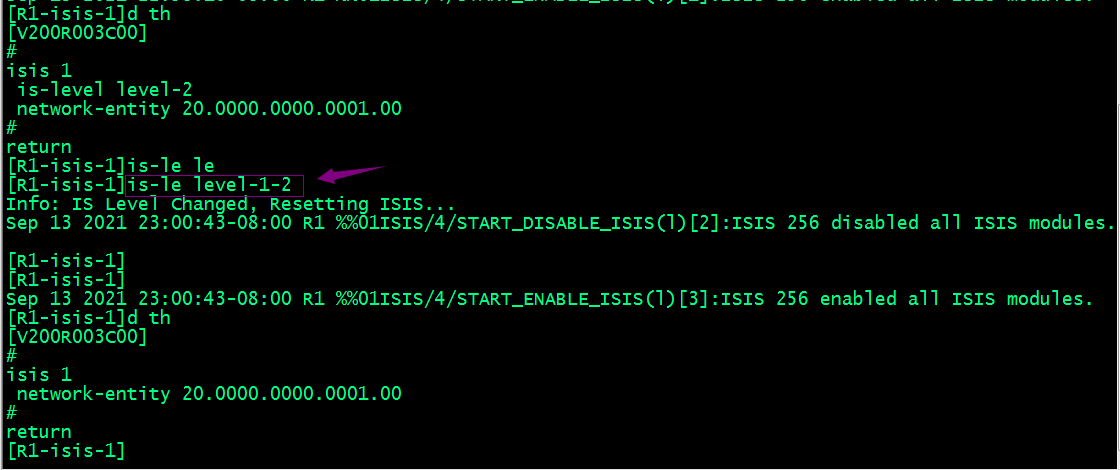 [R1-isis-1]d th
[V200R003C00]
#
isis 1
 is-level level-2
 network-entity 20.0000.0000.0001.00
#
return
[R1-isis-1]is-le le
[R1-isis-1]is-le level-1-2
Info: IS Level Changed, Resetting ISIS...
Sep 13 2021 23:00:43-08:00 R1 %%01ISIS/4/START_DISABLE_ISIS(l)[2]:ISIS 256 disabled all ISIS modules.
[R1-isis-1]
[R1-isis-1]
Sep 13 2021 23:00:43-08:00 R1 %%01ISIS/4/START_ENABLE_ISIS(l)[3]:ISIS 256 enabled all ISIS modules.
[R1-isis-1]d th
[V200R003C00]
#
isis 1
 network-entity 20.0000.0000.0001.00
#
return
[R1-isis-1]